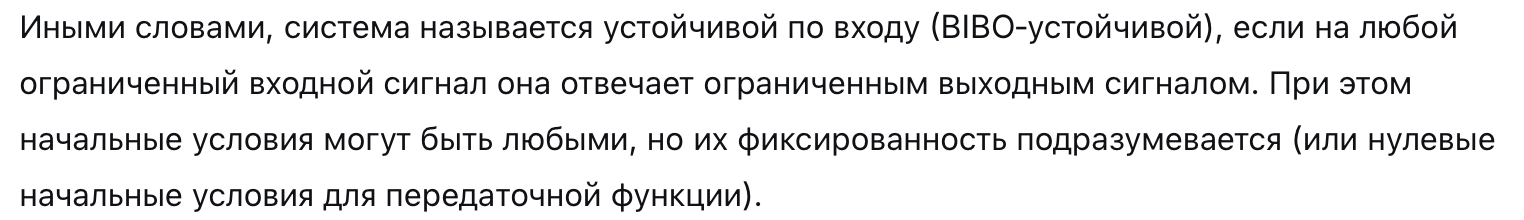 Иными словами, система называется устойчивой по входу (BIBO-устойчивой), если на любой
ограниченный входной сигнал она отвечает ограниченным выходным сигналом. При этом
начальные условия могут быть любыми, но их фиксированность подразумевается (или нулевые
начальные условия для передаточной функции).